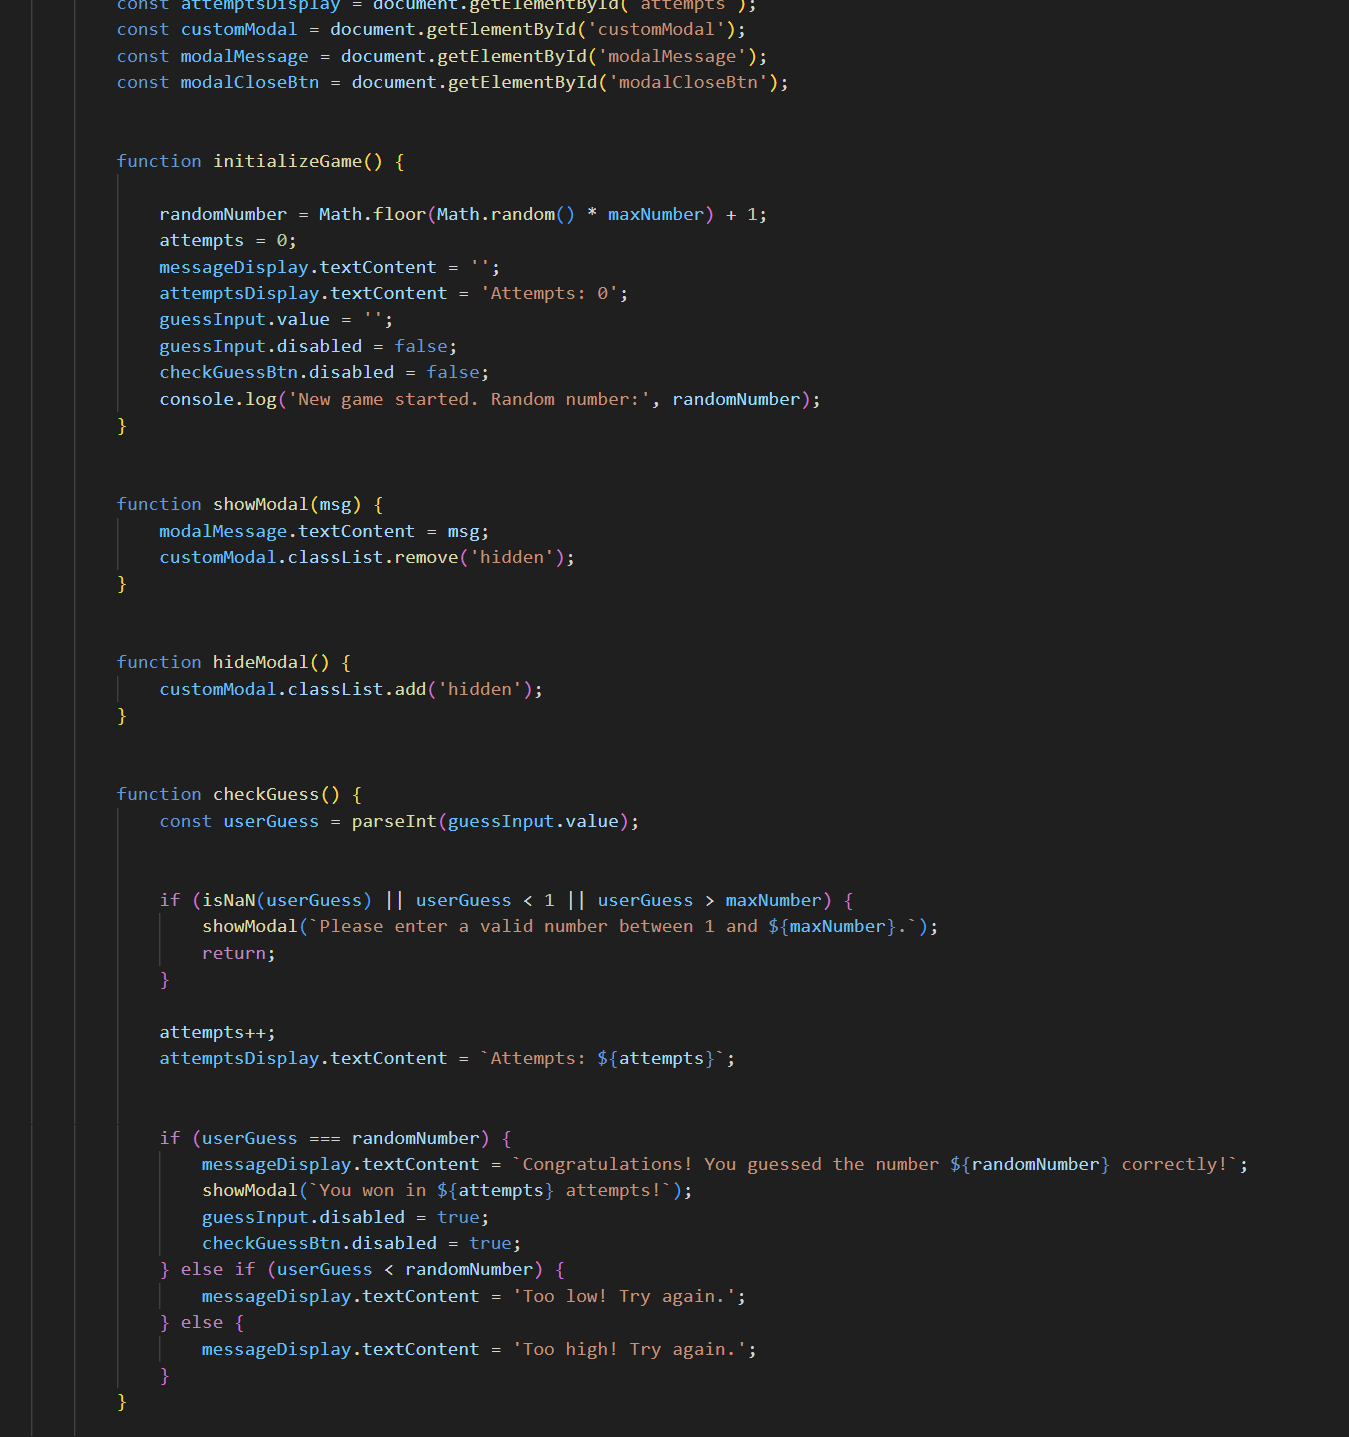 const attemptsDisplay = document.getElementById('attempts');
const customModal = document.getElementById('customModal');
const modalMessage = document.getElementById('modalMessage');
const modalCloseBtn = document.getElementById('modalCloseBtn');
function initializeGame() {
randomNumber = Math.floor(Math.random() * maxNumber) + 1;
attempts = 0;
messageDisplay.textContent = '';
attemptsDisplay.textContent = 'Attempts: 0';
guessInput.value = '';
guessInput.disabled = false;
checkGuessBtn.disabled = false;
console.log('New game started. Random number:', randomNumber);
}
function showModal(msg) {
modalMessage.textContent = msg;
customModal.classList.remove('hidden');
}
function hideModal() {
customModal.classList.add('hidden');
}
function checkGuess() {
const userGuess = parseInt(guessInput.value);
if (isNaN(userGuess) || userGuess < 1 || userGuess > maxNumber) {
showModal(`Please enter a valid number between 1 and ${maxNumber}.`);
return;
}
attempts++;
attemptsDisplay.textContent = `Attempts: ${attempts}`;
if (userGuess === randomNumber) {
messageDisplay.textContent = `Congratulations! You guessed the number ${randomNumber} correctly!`;
showModal(`You won in ${attempts} attempts!`);
guessInput.disabled = true;
checkGuessBtn.disabled = true;
} else if (userGuess < randomNumber) {
messageDisplay.textContent = 'Too low! Try again.';
} else {
messageDisplay.textContent = 'Too high! Try again.';
}
}